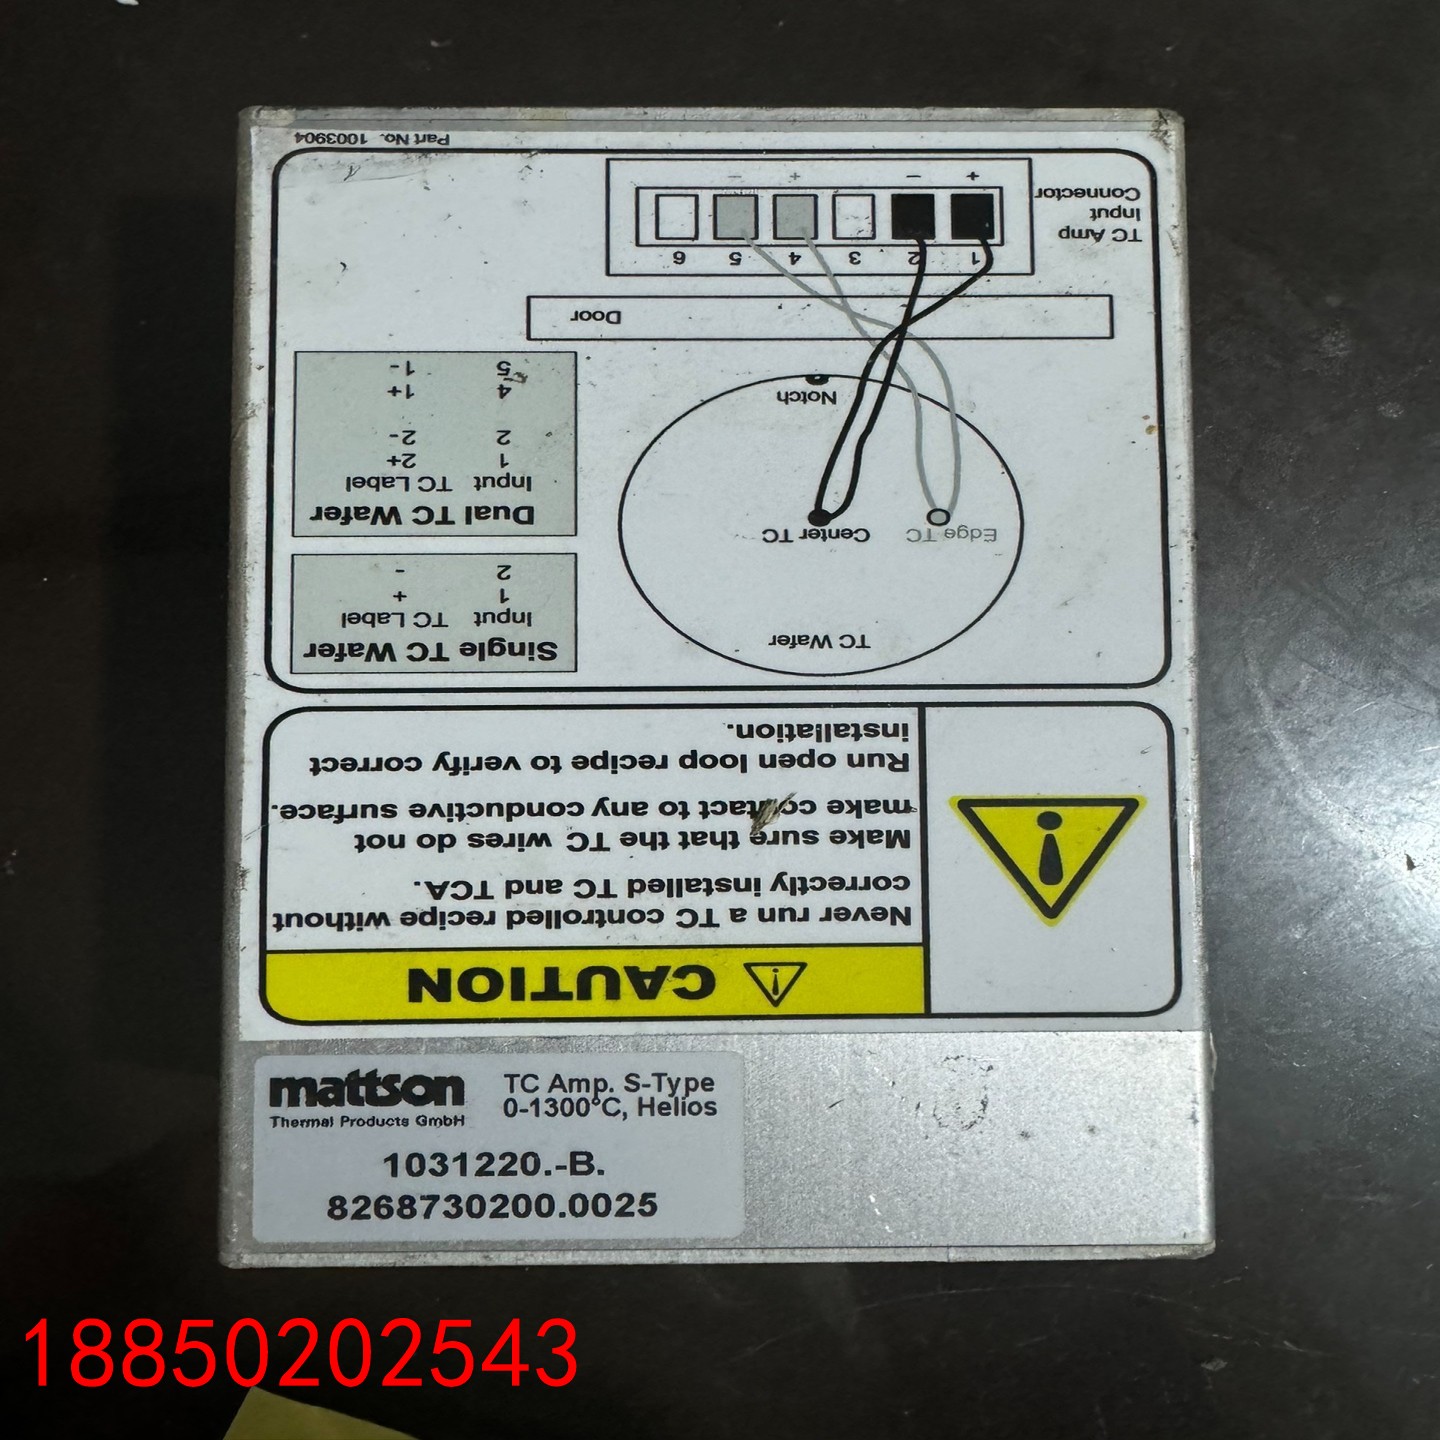 mattson
Thermal Products GmbH
TC Amp. S-Type
0-1300°C, Helios
1031220.-B.
8268730200.0025
CAUTION
Never run a TC controlled recipe without
correctly installed TC and TCA.
Make sure that the TC wires do not
make contact to any conductive surface.
Run open loop recipe to verify correct
installation.
TC Wafer
Edge TC
Center TC
Notch
Single TC Wafer
Input TC Label
1 +
2 -
Dual TC Wafer
Input TC Label
1 2+
2 2-
4 1+
5 1-
Door
1 2 3 4 5 6
+ - + -
TC Amp
Input
Connector
Part No. 1003904
18850202543